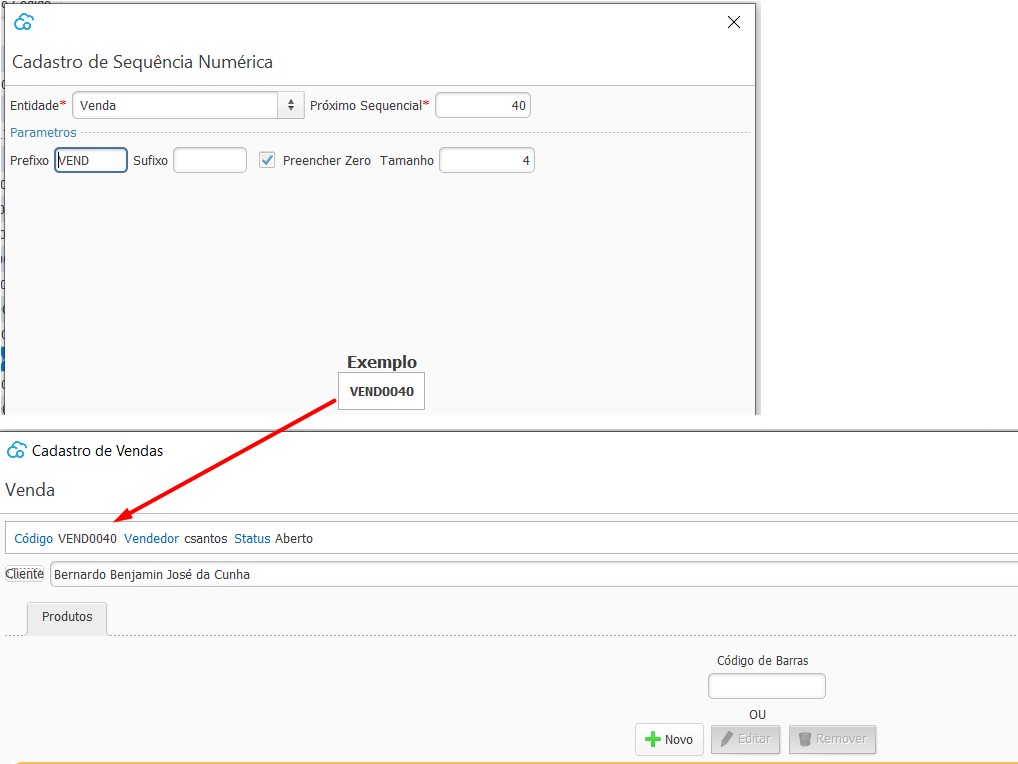 Cadastro de Sequência Numérica
Entidade* Venda Próximo Sequencial* 40
Parametros
Prefixo VEND Sufixo Preencher Zero Tamanho 4
Exemplo
VEND0040
Cadastro de Vendas
Venda
Código VEND0040 Vendedor csantos Status Aberto
Cliente Bernardo Benjamin José da Cunha
Produtos
Código de Barras
OU
Novo Editar Remover